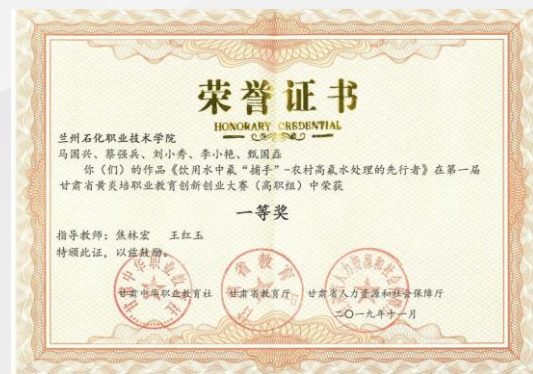 荣誉证书
HONORARY CREDENTIAL
兰州石化职业技术学院
马国兴、蔡强兵、刘小秀、李小艳、甄国磊
你（们）的作品《饮用水中氟“捕手”-农村高氟水处理的先行者》在第一届
甘肃省黄炎培职业教育创新创业大赛（高职组）中荣获
一等奖
指导教师：焦林宏 王红玉
特颁此证，以兹鼓励。
甘肃中华职业教育社 甘肃省教育厅 甘肃省人力资源和社会保障厅
二〇一九年十一月